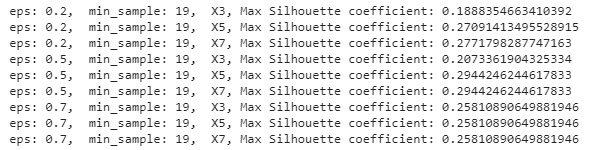 eps: 0.2,  min_sample: 19,  X3, Max Silhouette coefficient: 0.1888354663410392
eps: 0.2,  min_sample: 19,  X5, Max Silhouette coefficient: 0.27091413495528915
eps: 0.2,  min_sample: 19,  X7, Max Silhouette coefficient: 0.2771798287747163
eps: 0.5,  min_sample: 19,  X3, Max Silhouette coefficient: 0.2073361904325334
eps: 0.5,  min_sample: 19,  X5, Max Silhouette coefficient: 0.2944246244617833
eps: 0.5,  min_sample: 19,  X7, Max Silhouette coefficient: 0.2944246244617833
eps: 0.7,  min_sample: 19,  X3, Max Silhouette coefficient: 0.25810890649881946
eps: 0.7,  min_sample: 19,  X5, Max Silhouette coefficient: 0.25810890649881946
eps: 0.7,  min_sample: 19,  X7, Max Silhouette coefficient: 0.25810890649881946